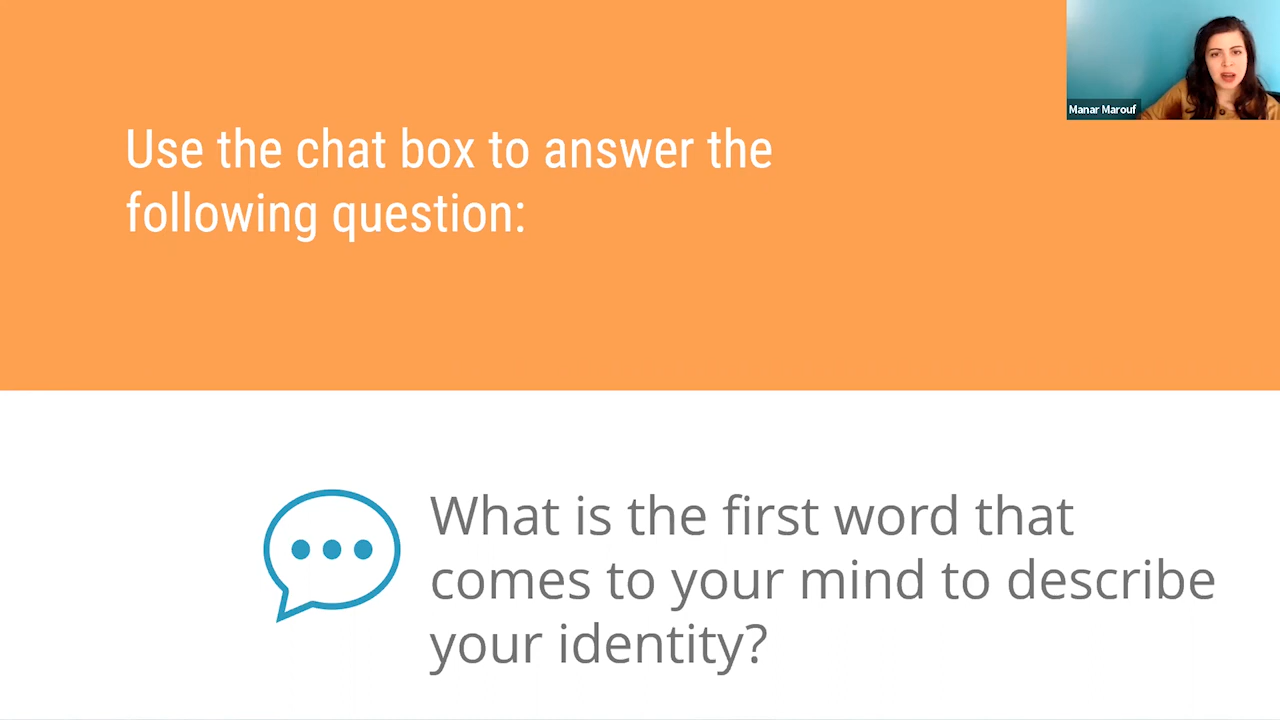 Manar Marouf
Use the chat box to answer the
following question:
What is the first word that
comes to your mind to describe
your identity?